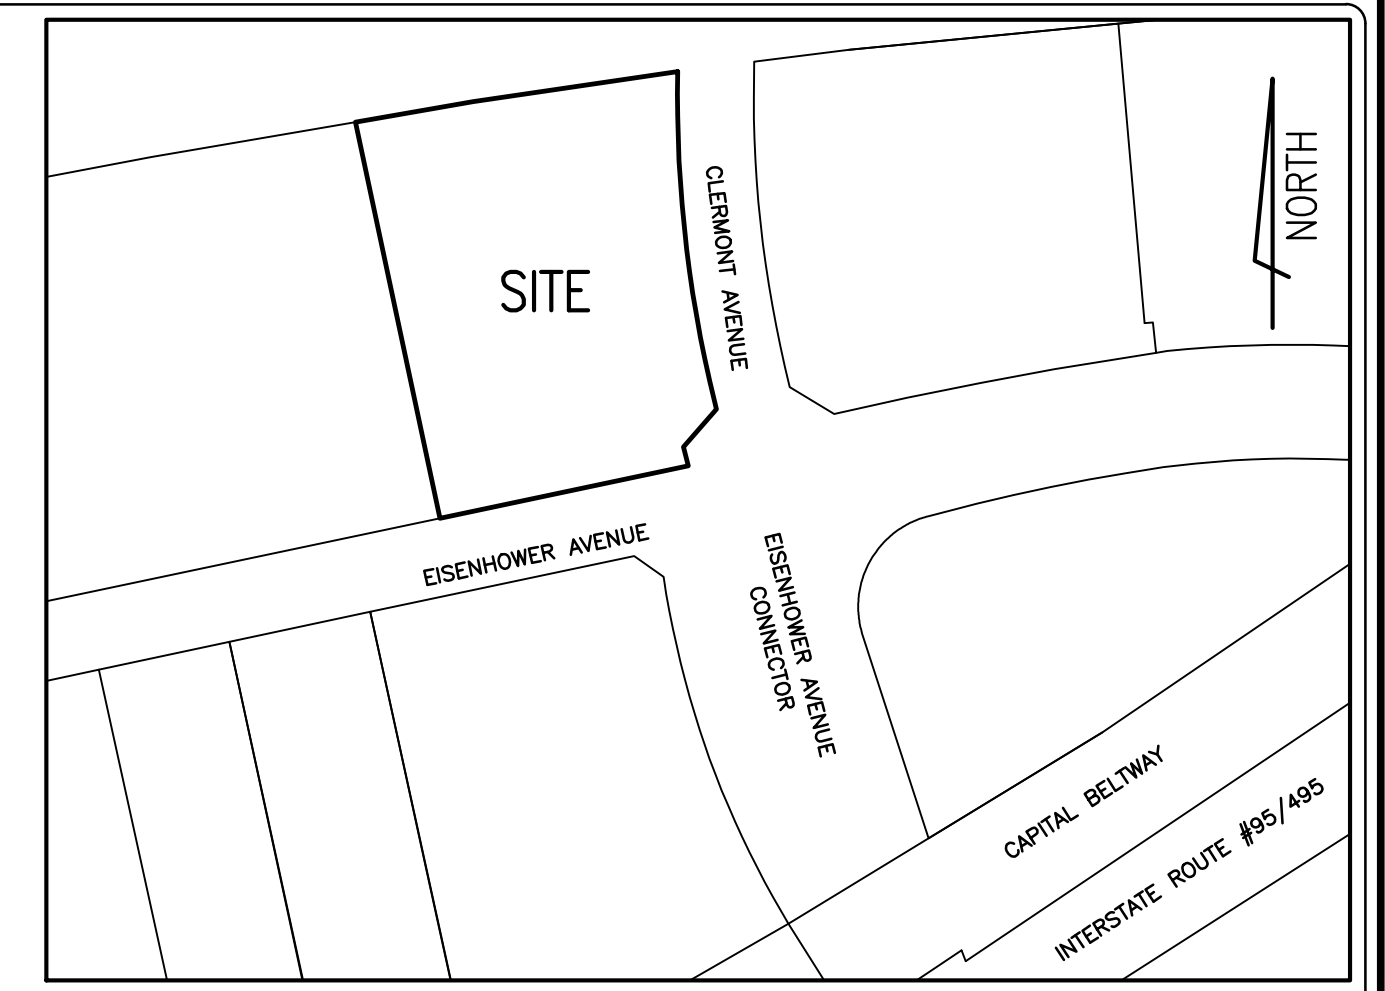 CLERMONT AVENUE
NORTH
SITE
EISENHOWER AVENUE
EISENHOWER AVENUE
CONNECTOR
CAPITAL BELTWAY
INTERSTATE ROUTE #95/495